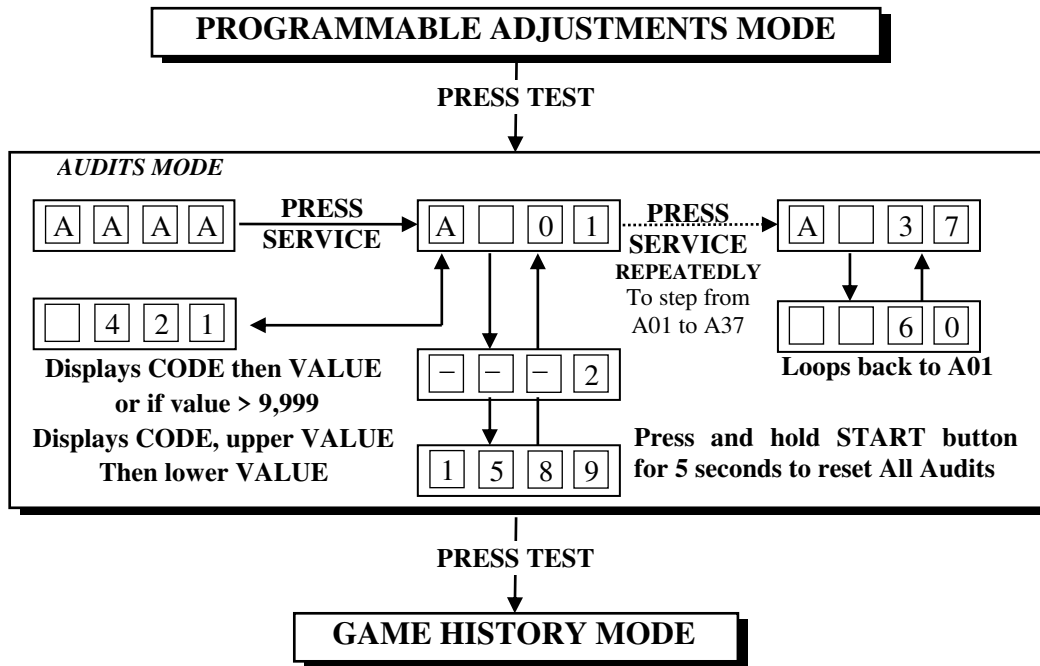 PROGRAMMABLE ADJUSTMENTS MODE
PRESS TEST
AUDITS MODE
A A A A
PRESS
SERVICE
A 0 1
PRESS
SERVICE
REPEATEDLY
To step from
A01 to A37
A 3 7
4 2 1
Displays CODE then VALUE
or if value > 9,999
Displays CODE, upper VALUE
Then lower VALUE
– – – 2
1 5 8 9
6 0
Loops back to A01
Press and hold START button
for 5 seconds to reset All Audits
PRESS TEST
GAME HISTORY MODE